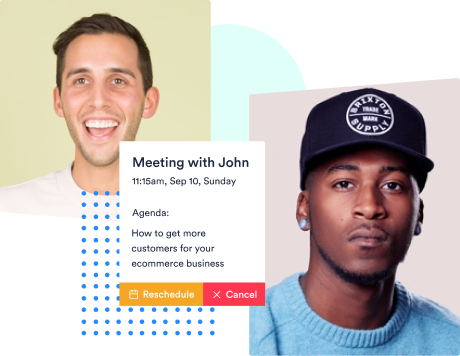 BRIXTON
TRADE
MARK
SUPPLY
Meeting with John
11:15am, Sep 10, Sunday
Agenda:
How to get more
customers for your
ecommerce business
Reschedule
Cancel